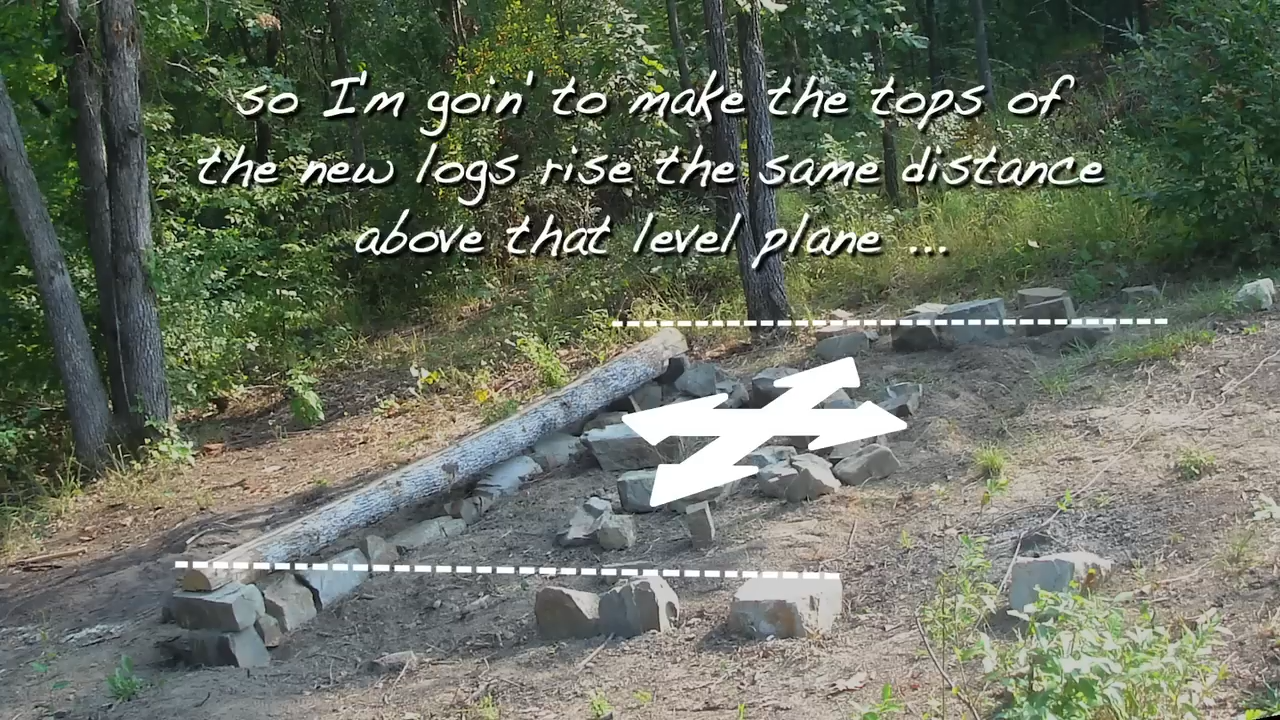 so I'm goin' to make the tops of
the new logs rise the same distance
above that level plane ...